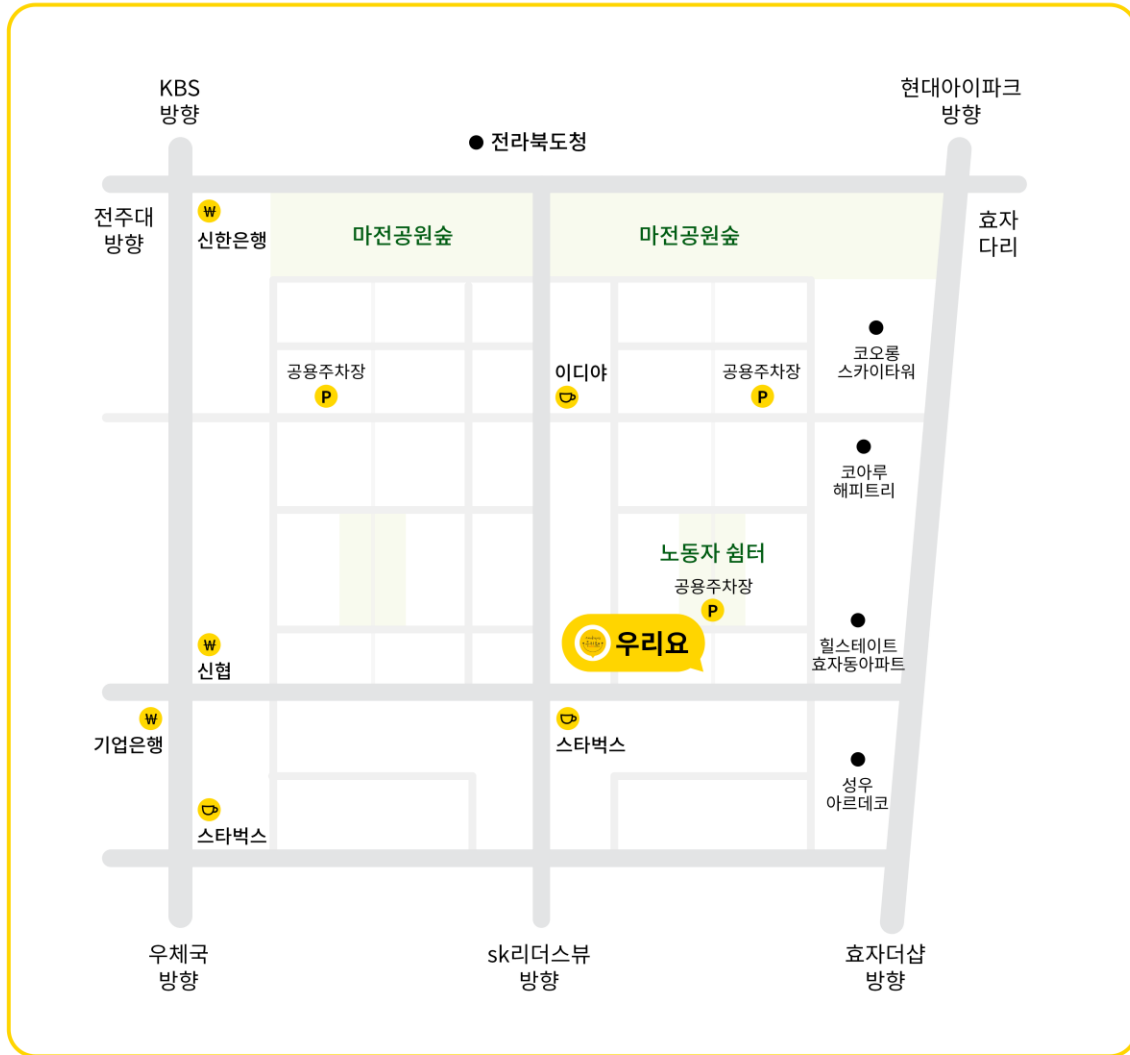 KBS
방향
현대아이파크
방향
전라북도청
전주대
방향
신한은행
마전공원숲
마전공원숲
효자
다리
코오롱
스카이타워
공용주차장
P
이디야
공용주차장
P
코아루
해피트리
노동자 쉼터
공용주차장
P
우리요
힐스테이트
효자동아파트
₩
신협
₩
기업은행
스타벅스
성우
아르데코
스타벅스
우체국
방향
sk리더스뷰
방향
효자더샵
방향